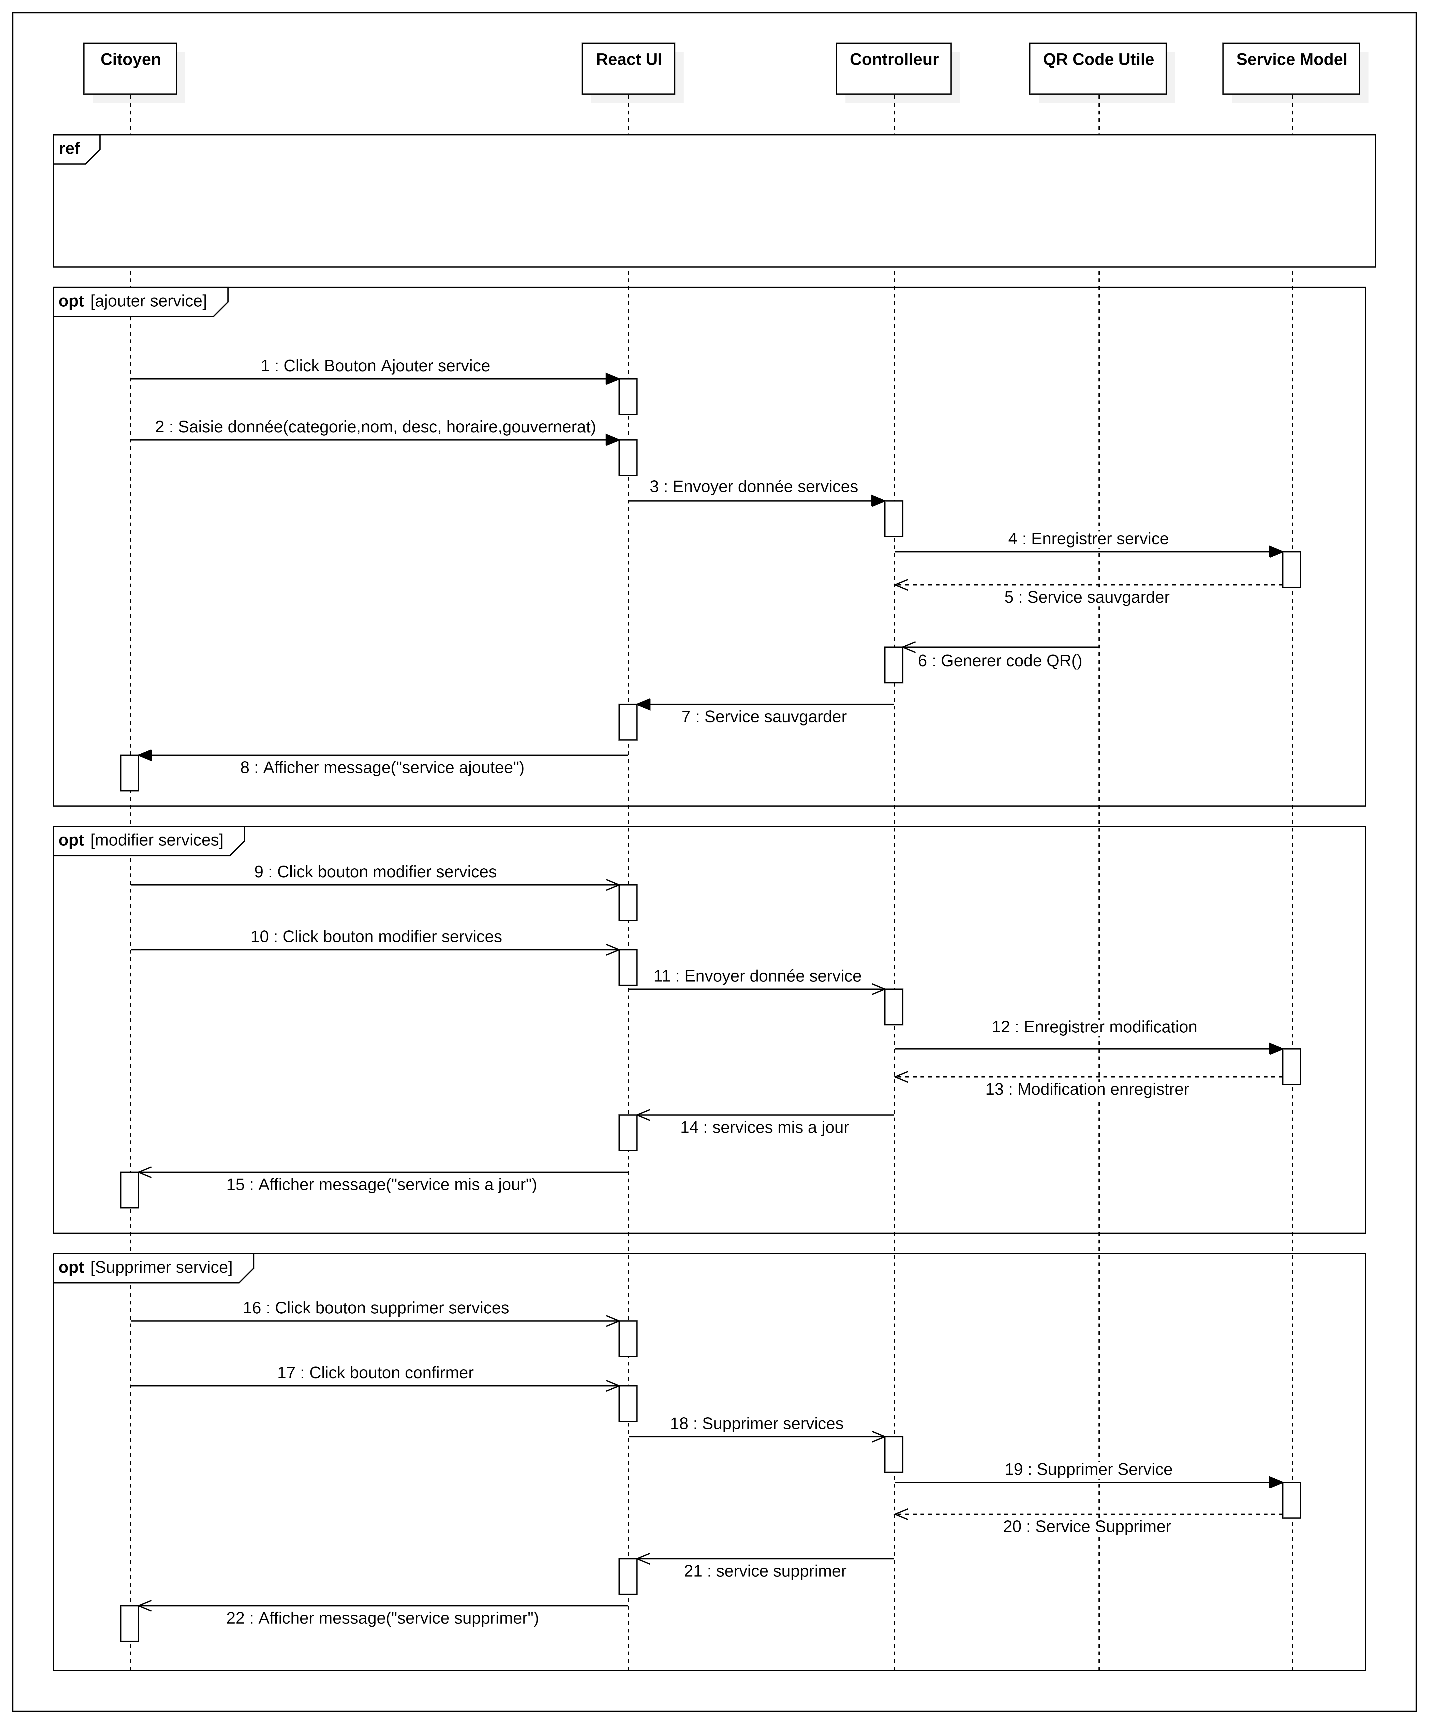 Citoyen
React UI
Controlleur
QR Code Utile
Service Model
ref
opt [ajouter service]
1 : Click Bouton Ajouter service
2 : Saisie donnée(categorie,nom, desc, horaire,gouvernerat)
3 : Envoyer donnée services
4 : Enregistrer service
5 : Service sauvgarder
6 : Generer code QR()
7 : Service sauvgarder
8 : Afficher message("service ajoutee")
opt [modifier services]
9 : Click bouton modifier services
10 : Click bouton modifier services
11 : Envoyer donnée service
12 : Enregistrer modification
13 : Modification enregistrer
14 : services mis a jour
15 : Afficher message("service mis a jour")
opt [Supprimer service]
16 : Click bouton supprimer services
17 : Click bouton confirmer
18 : Supprimer services
19 : Supprimer Service
20 : Service Supprimer
21 : service supprimer
22 : Afficher message("service supprimer")